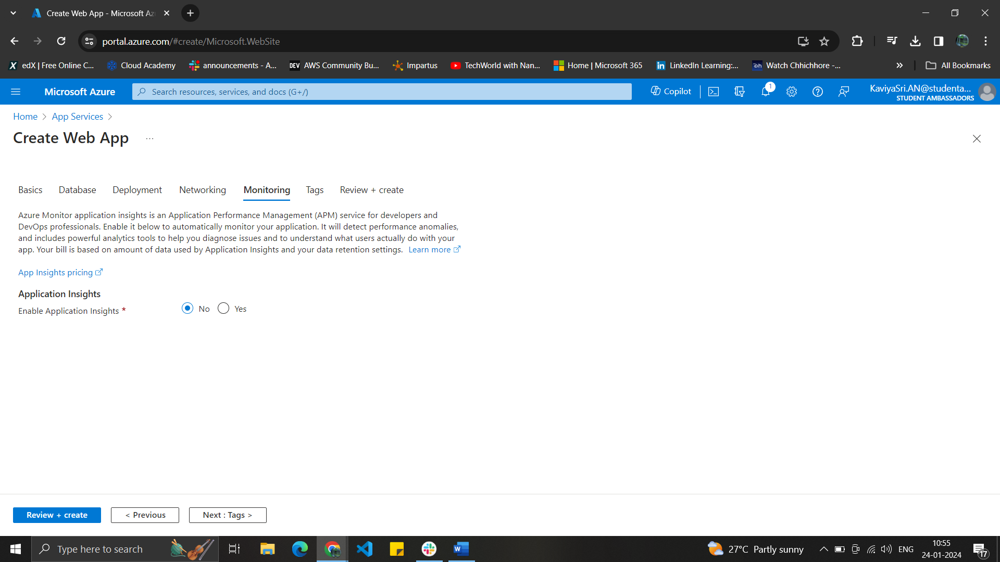 Create Web App - Microsoft Az
portal.azure.com/#create/Microsoft.WebSite
edX | Free Online C...
Cloud Academy
announcements - A...
DEV AWS Community Bu...
Impartus
TechWorld with Nan...
Home | Microsoft 365
LinkedIn Learning:...
Dh Watch Chhichhore -...
All Bookmarks
Microsoft Azure
Search resources, services, and docs (G+/)
Copilot
1
KaviyaSri.AN@studenta...
STUDENT AMBASSADORS
Home > App Services >
Create Web App ...
Basics Database Deployment Networking Monitoring Tags Review + create
Azure Monitor application insights is an Application Performance Management (APM) service for developers and
DevOps professionals. Enable it below to automatically monitor your application. It will detect performance anomalies,
and includes powerful analytics tools to help you diagnose issues and to understand what users actually do with your
app. Your bill is based on amount of data used by Application Insights and your data retention settings. Learn more
App Insights pricing
Application Insights
Enable Application Insights *
No Yes
Review + create
< Previous
Next : Tags >
Type here to search
27°C Partly sunny
ENG
10:55
24-01-2024
17